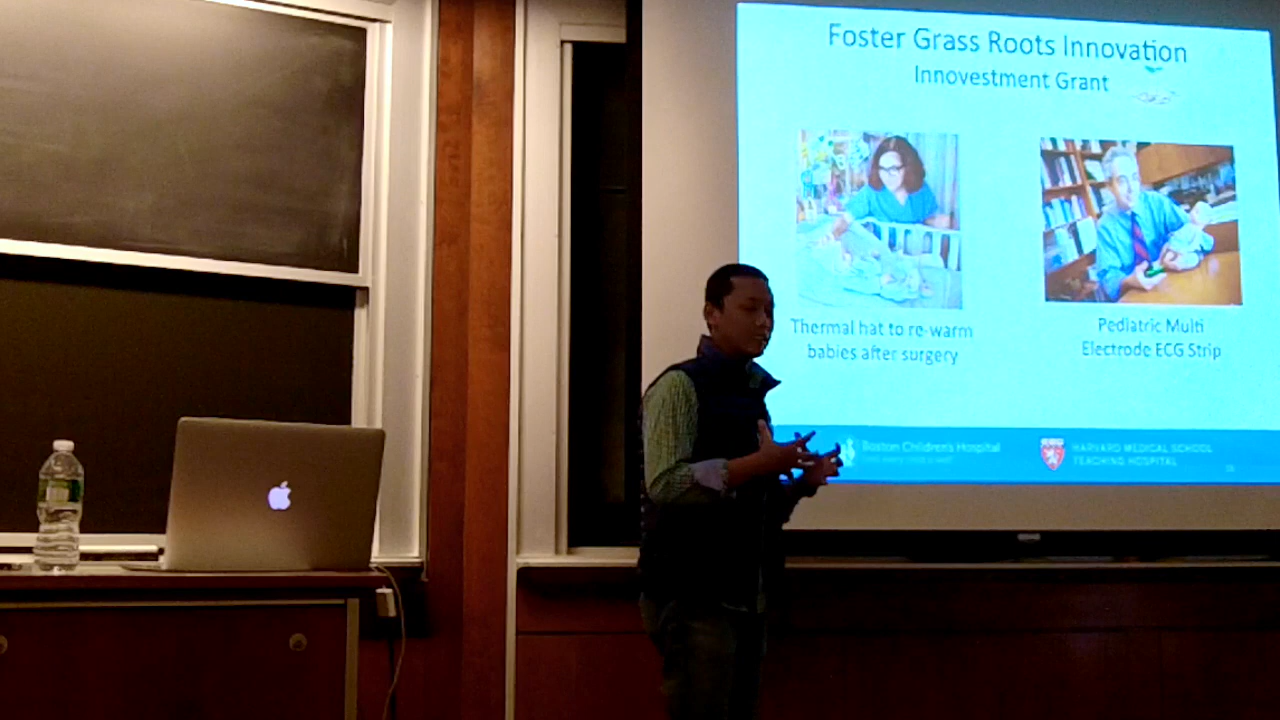 Foster Grass Roots Innovation
Innovestment Grant
Thermal hat to re-warm
babies after surgery
Pediatric Multi
Electrode ECG Strip
Boston Children's Hospital
HARVARD MEDICAL SCHOOL
TEACHING HOSPITAL